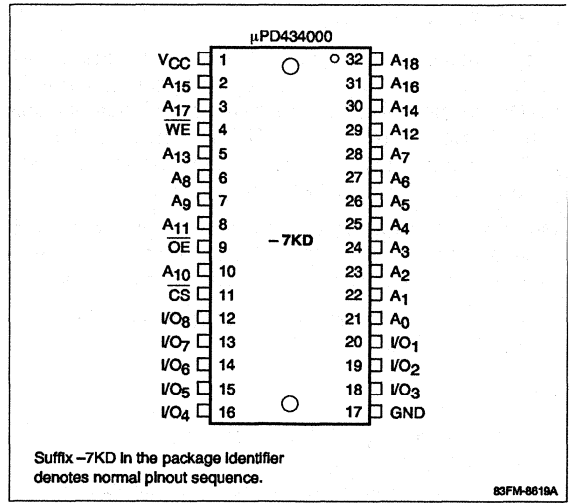 µPD434000
VCC 1 32 A18
A15 2 31 A16
A17 3 30 A14
W̅E̅ 4 29 A12
A13 5 28 A7
A8 6 27 A6
A9 7 26 A5
A11 8 25 A4
O̅E̅ 9 –7KD 24 A3
A10 10 23 A2
C̅S̅ 11 22 A1
I/O8 12 21 A0
I/O7 13 20 I/O1
I/O6 14 19 I/O2
I/O5 15 18 I/O3
I/O4 16 17 GND
Suffix –7KD in the package identifier
denotes normal pinout sequence.
83FM-8619A